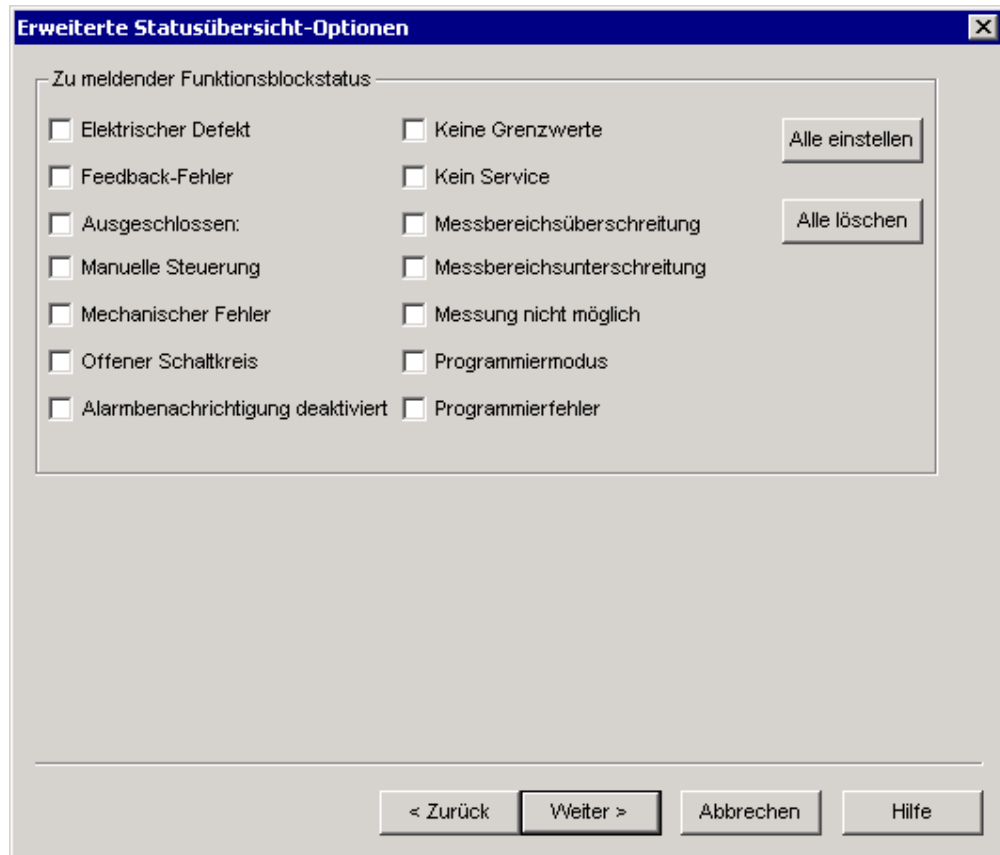 Erweiterte Statusübersicht-Optionen
Zu meldender Funktionsblockstatus
Elektrischer Defekt
Feedback-Fehler
Ausgeschlossen:
Manuelle Steuerung
Mechanischer Fehler
Offener Schaltkreis
Alarmbenachrichtigung deaktiviert
Keine Grenzwerte
Kein Service
Messbereichsüberschreitung
Messbereichsunterschreitung
Messung nicht möglich
Programmiermodus
Programmierfehler
Alle einstellen
Alle löschen
< Zurück
Weiter >
Abbrechen
Hilfe